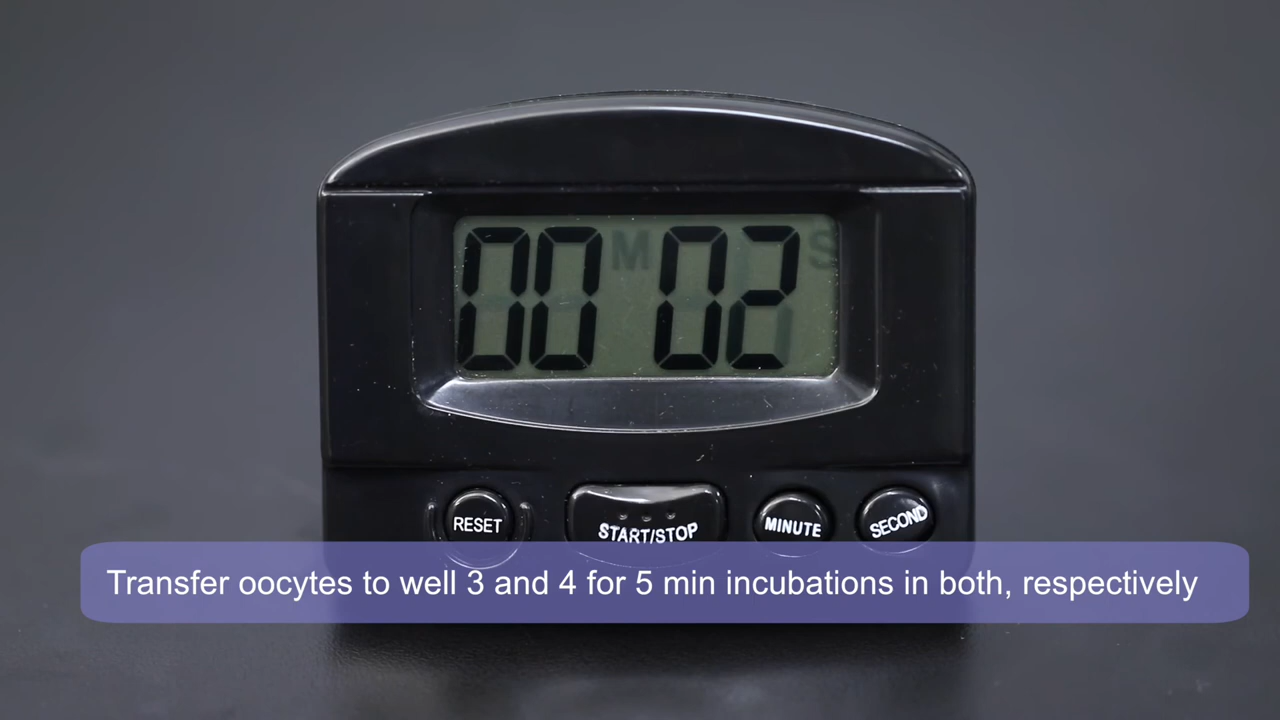 00 M 02 S
RESET START/STOP MINUTE SECOND
Transfer oocytes to well 3 and 4 for 5 min incubations in both, respectively